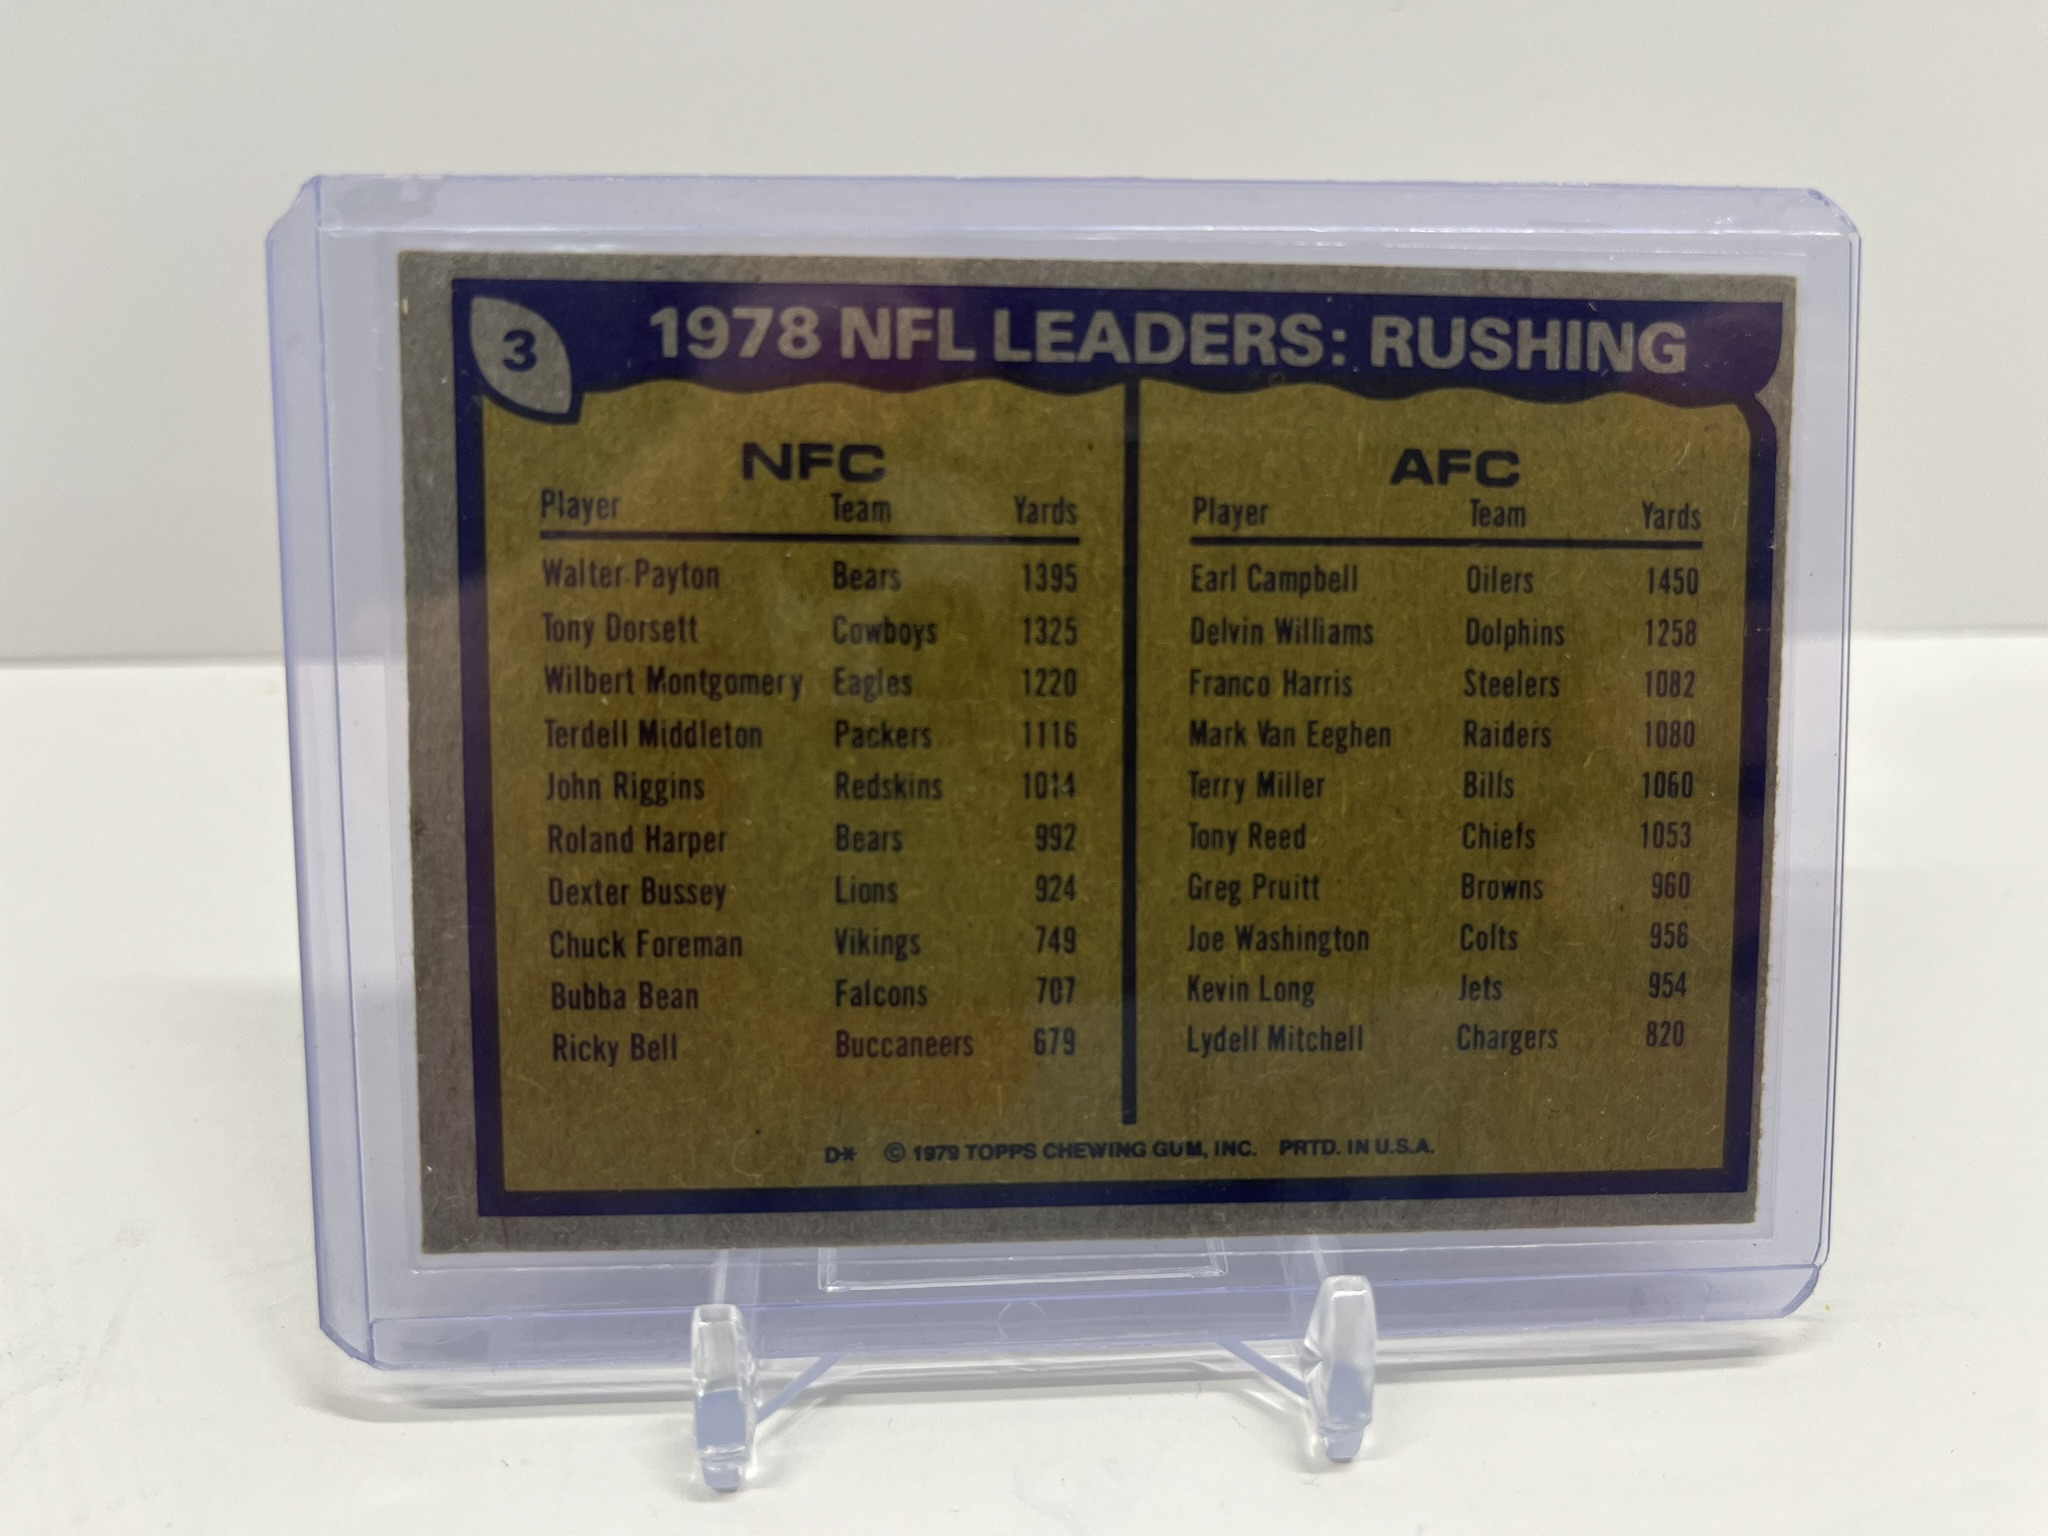 3
1978 NFL LEADERS: RUSHING
NFC
Player Team Yards
Walter Payton Bears 1395
Tony Dorsett Cowboys 1325
Wilbert Montgomery Eagles 1220
Terdell Middleton Packers 1116
John Riggins Redskins 1014
Roland Harper Bears 992
Dexter Bussey Lions 924
Chuck Foreman Vikings 749
Bubba Bean Falcons 707
Ricky Bell Buccaneers 679
AFC
Player Team Yards
Earl Campbell Oilers 1450
Delvin Williams Dolphins 1258
Franco Harris Steelers 1082
Mark Van Eeghen Raiders 1080
Terry Miller Bills 1060
Tony Reed Chiefs 1053
Greg Pruitt Browns 960
Joe Washington Colts 956
Kevin Long Jets 954
Lydell Mitchell Chargers 820
D* © 1979 TOPPS CHEWING GUM, INC. PRTD. IN U.S.A.